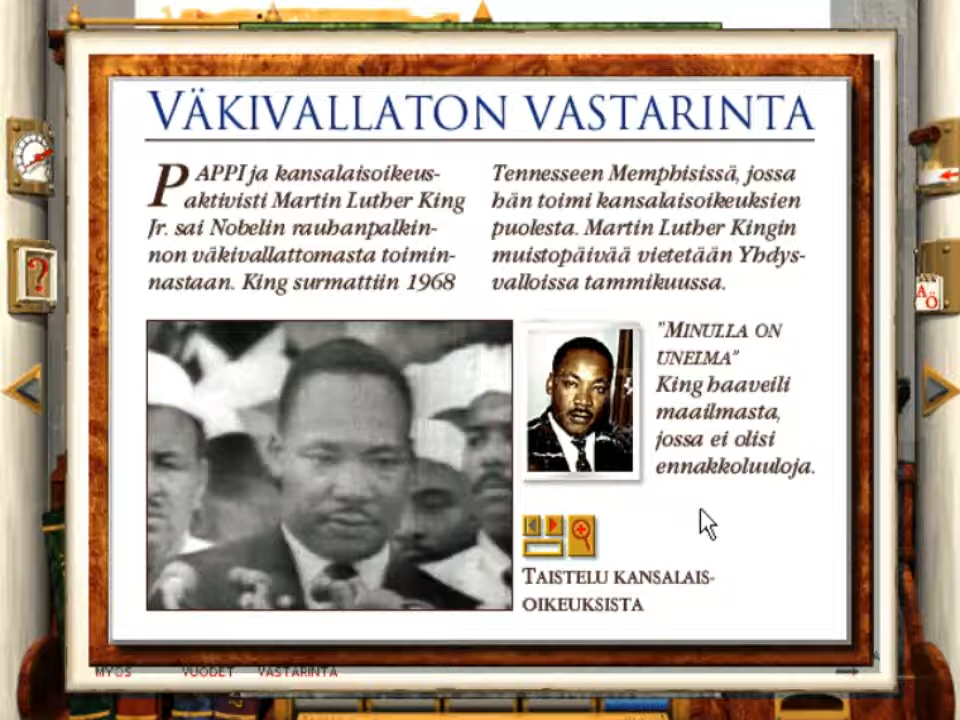 VÄKIVALLATON VASTARINTA
PAPPI ja kansalaisoikeus-
aktivisti Martin Luther King
Jr. sai Nobelin rauhanpalkin-
non väkivallattomasta toimin-
nastaan. King surmattiin 1968
Tennesseen Memphisissä, jossa
hän toimi kansalaisoikeuksien
puolesta. Martin Luther Kingin
muistopäivää vietetään Yhdys-
valloissa tammikuussa.
"MINULLA ON
UNELMA"
King haaveili
maailmasta,
jossa ei olisi
ennakkoluuloja.
TAISTELU KANSALAIS-
OIKEUKSISTA
?
AÖ
MYÖS VUODET VASTARINTA